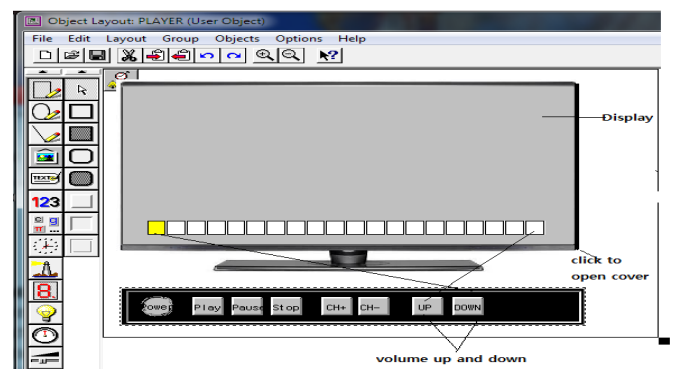 Object Layout: PLAYER (User Object)
File Edit Layout Group Objects Options Help
Display
TEXT
123
8.
click to
open cover
Power Play Pause Stop CH+ CH- UP DOWN
volume up and down